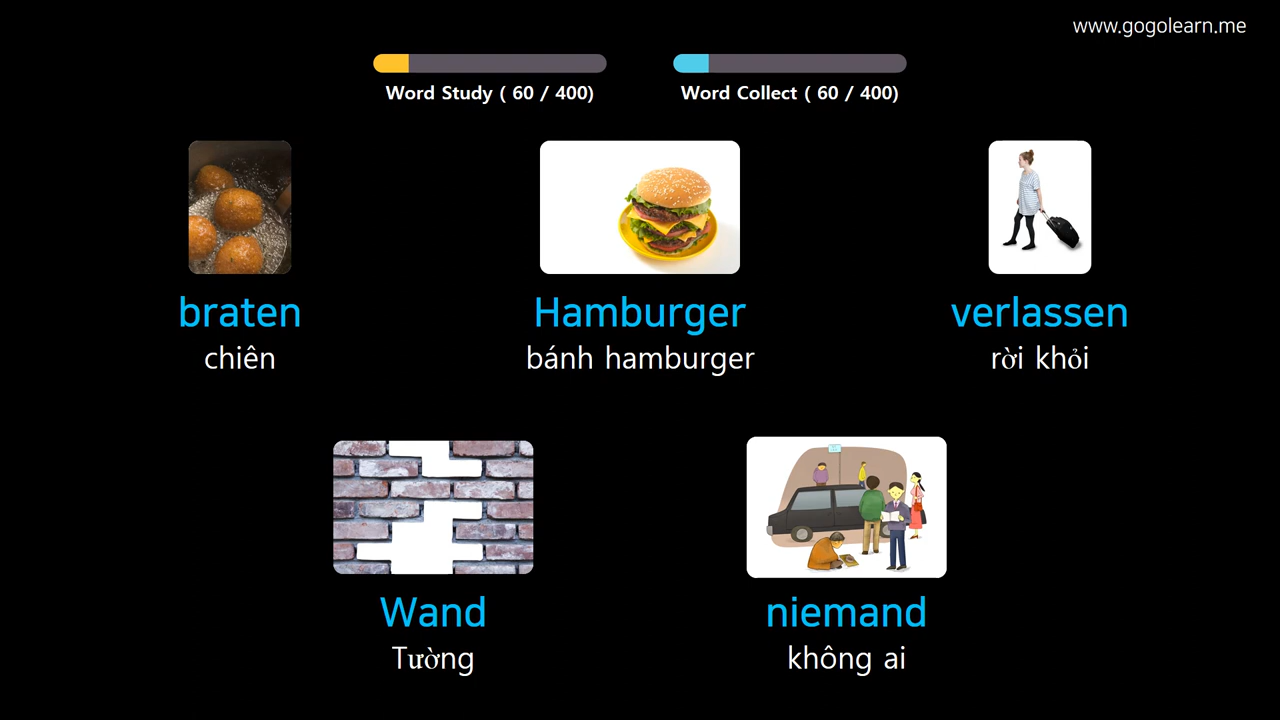 www.gogolearn.me
Word Study ( 60 / 400)
Word Collect ( 60 / 400)
braten
chiên
Hamburger
bánh hamburger
verlassen
rời khỏi
Wand
Tường
niemand
không ai